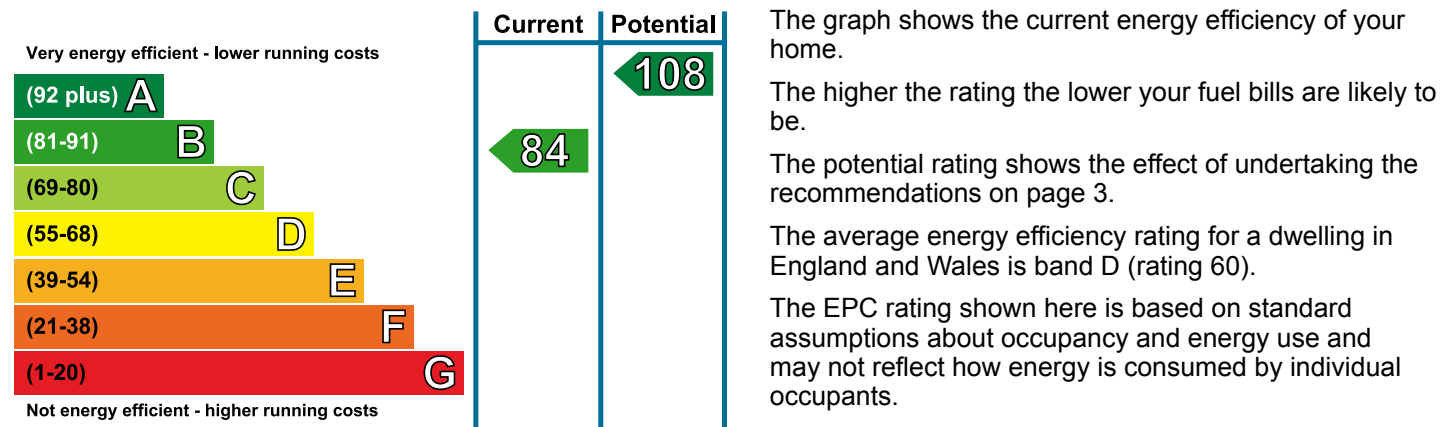 Current Potential
Very energy efficient - lower running costs
108
(92 plus) A
(81-91) B
84
(69-80) C
(55-68) D
(39-54) E
(21-38) F
(1-20) G
Not energy efficient - higher running costs
The graph shows the current energy efficiency of your
home.
The higher the rating the lower your fuel bills are likely to
be.
The potential rating shows the effect of undertaking the
recommendations on page 3.
The average energy efficiency rating for a dwelling in
England and Wales is band D (rating 60).
The EPC rating shown here is based on standard
assumptions about occupancy and energy use and
may not reflect how energy is consumed by individual
occupants.